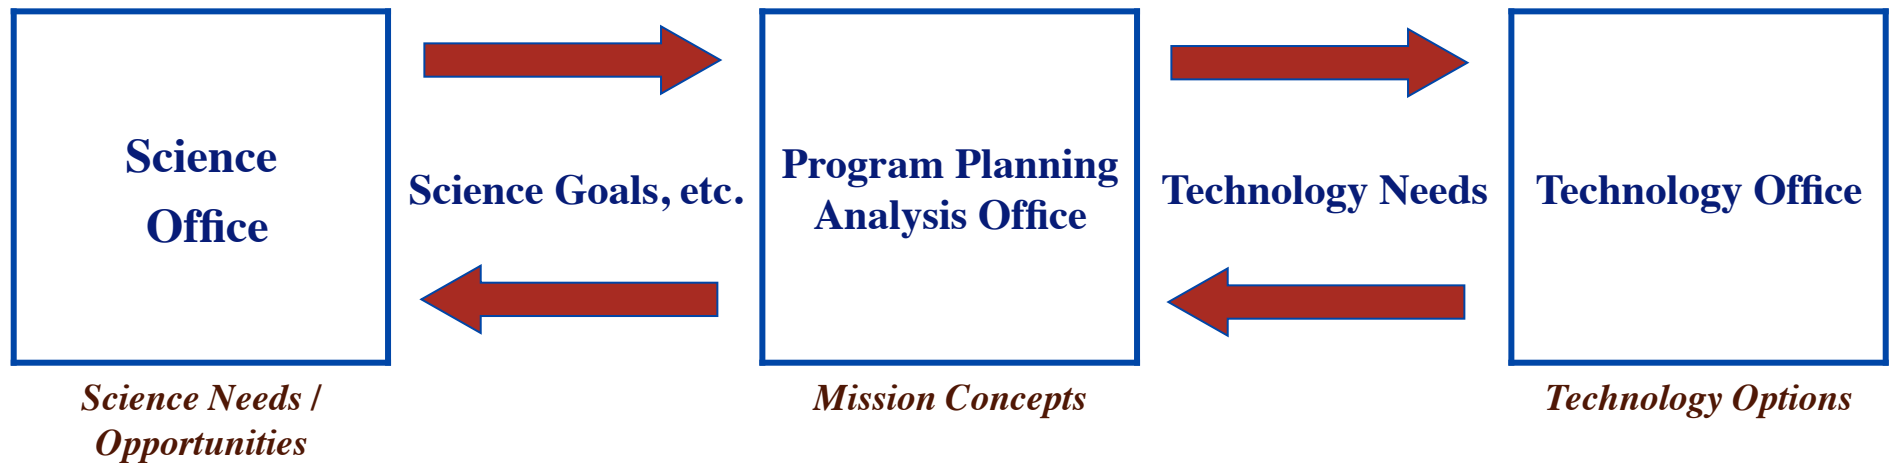 Science
Office
Science Goals, etc.
Program Planning
Analysis Office
Technology Needs
Technology Office
Science Needs /
Opportunities
Mission Concepts
Technology Options